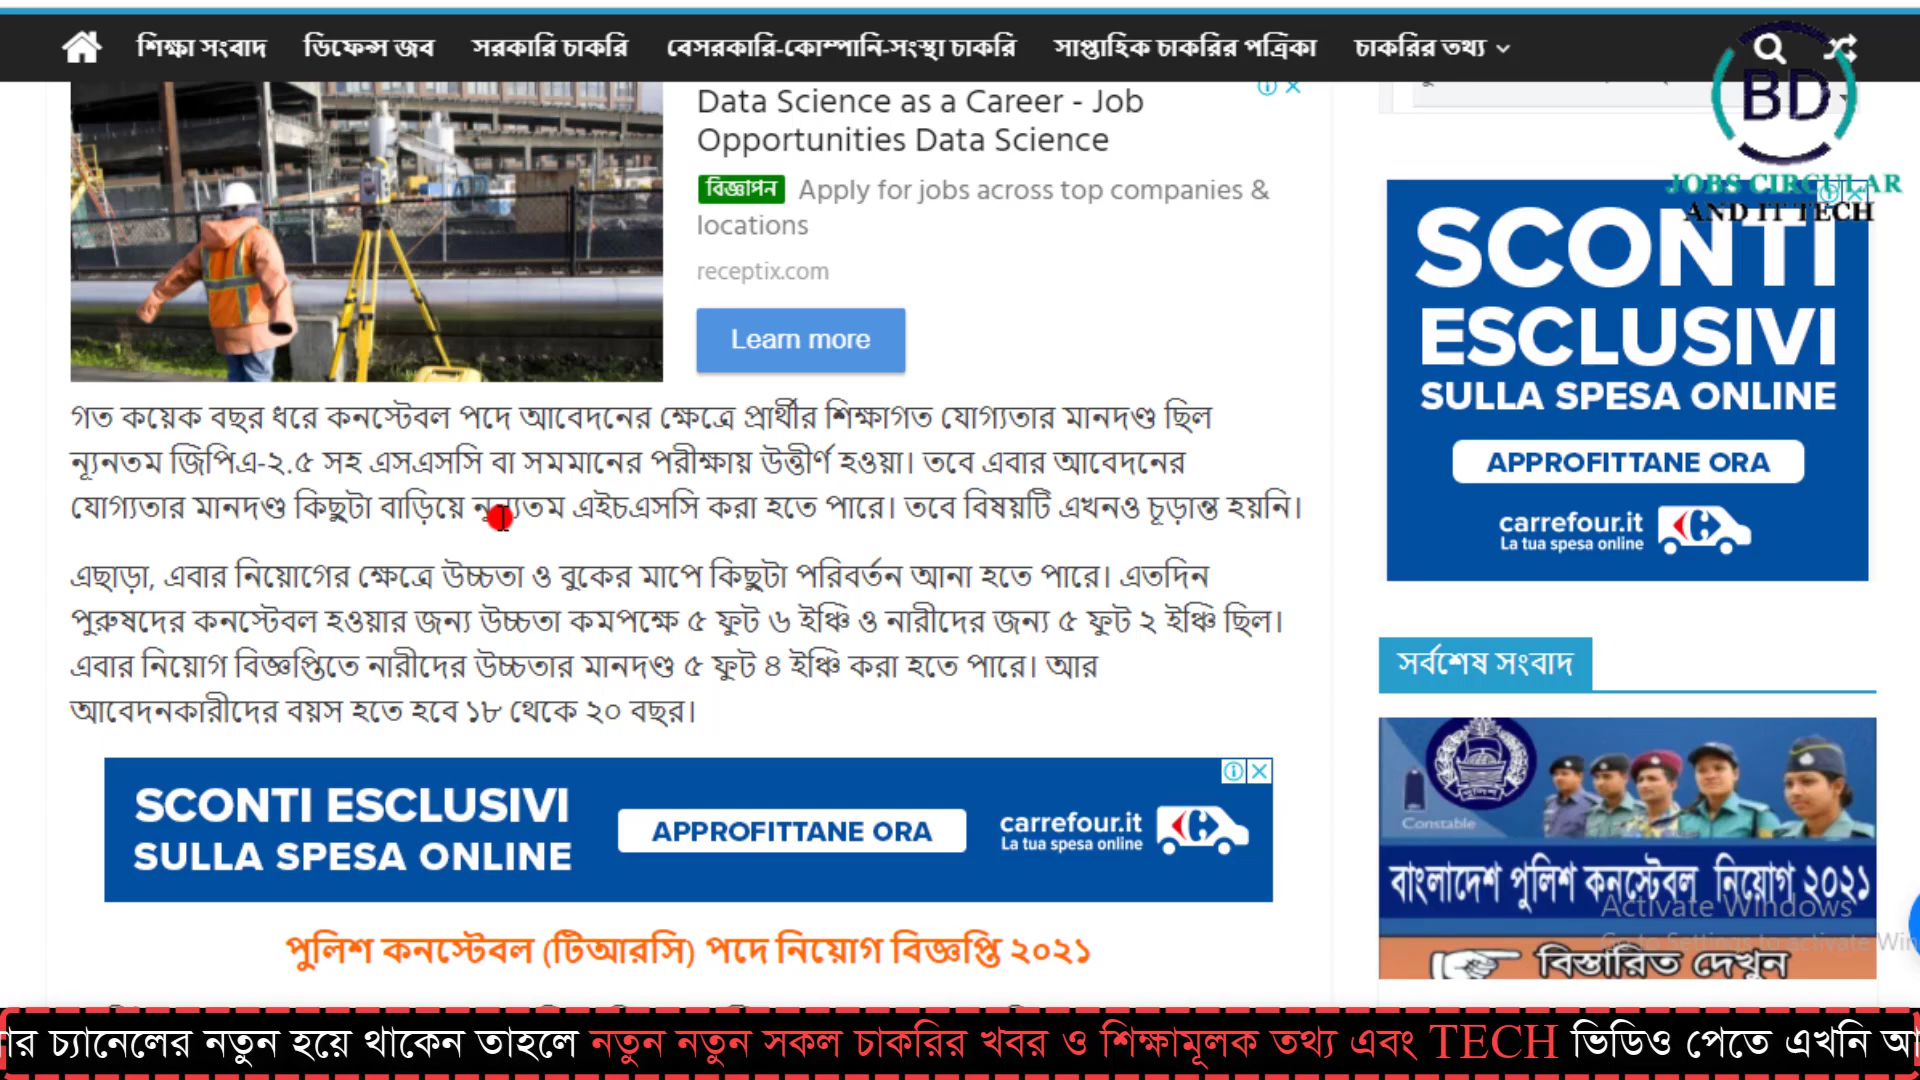 শিক্ষা সংবাদ ডিফেন্স জব সরকারি চাকরি বেসরকারি-কোম্পানি-সংস্থা চাকরি সাপ্তাহিক চাকরির পত্রিকা চাকরির তথ্য
BD
JOBS CIRCULAR
AND IT TECH
Data Science as a Career - Job
Opportunities Data Science
বিজ্ঞাপন Apply for jobs across top companies &
locations
receptix.com
Learn more
গত কয়েক বছর ধরে কনস্টেবল পদে আবেদনের ক্ষেত্রে প্রার্থীর শিক্ষাগত যোগ্যতার মানদণ্ড ছিল
ন্যূনতম জিপিএ-২.৫ সহ এসএসসি বা সমমানের পরীক্ষায় উত্তীর্ণ হওয়া। তবে এবার আবেদনের
যোগ্যতার মানদণ্ড কিছুটা বাড়িয়ে ন্যূনতম এইচএসসি করা হতে পারে। তবে বিষয়টি এখনও চূড়ান্ত হয়নি।
এছাড়া, এবার নিয়োগের ক্ষেত্রে উচ্চতা ও বুকের মাপে কিছুটা পরিবর্তন আনা হতে পারে। এতদিন
পুরুষদের কনস্টেবল হওয়ার জন্য উচ্চতা কমপক্ষে ৫ ফুট ৬ ইঞ্চি ও নারীদের জন্য ৫ ফুট ২ ইঞ্চি ছিল।
এবার নিয়োগ বিজ্ঞপ্তিতে নারীদের উচ্চতার মানদণ্ড ৫ ফুট ৪ ইঞ্চি করা হতে পারে। আর
আবেদনকারীদের বয়স হতে হবে ১৮ থেকে ২০ বছর।
SCONTI ESCLUSIVI
SULLA SPESA ONLINE
APPROFITTANE ORA
carrefour.it
La tua spesa online
পুলিশ কনস্টেবল (টিআরসি) পদে নিয়োগ বিজ্ঞপ্তি ২০২১
SCONTI
ESCLUSIVI
SULLA SPESA ONLINE
APPROFITTANE ORA
carrefour.it
La tua spesa online
সর্বশেষ সংবাদ
পুলিশ
Constable
বাংলাদেশ পুলিশ কনস্টেবল নিয়োগ ২০২১
বিস্তারিত দেখুন
Activate Windows
Go to Settings to activate Win
ার চ্যানেলের নতুন হয়ে থাকেন তাহলে নতুন নতুন সকল চাকরির খবর ও শিক্ষামূলক তথ্য এবং TECH ভিডিও পেতে এখনি আ